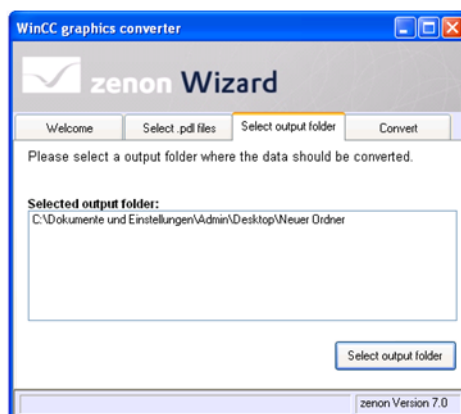 WinCC graphics converter
zenon Wizard
Welcome Select .pdl files Select output folder Convert
Please select a output folder where the data should be converted.
Selected output folder:
C:\Dokumente und Einstellungen\Admin\Desktop\Neuer Ordner
Select output folder
zenon Version 7.0